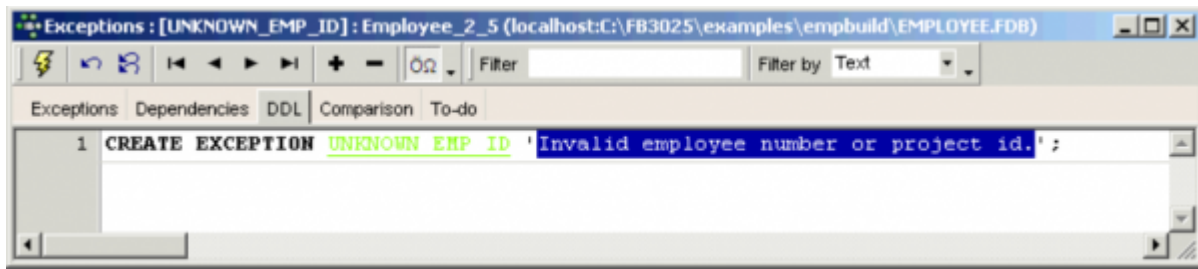 Exceptions : [UNKNOWN_EMP_ID] : Employee_2_5 (localhost:C:\FB3025\examples\empbuild\EMPLOYEE.FDB)
ÖΩ Filter Filter by Text
Exceptions Dependencies DDL Comparison To-do
1 CREATE EXCEPTION UNKNOWN_EMP_ID 'Invalid employee number or project id.';